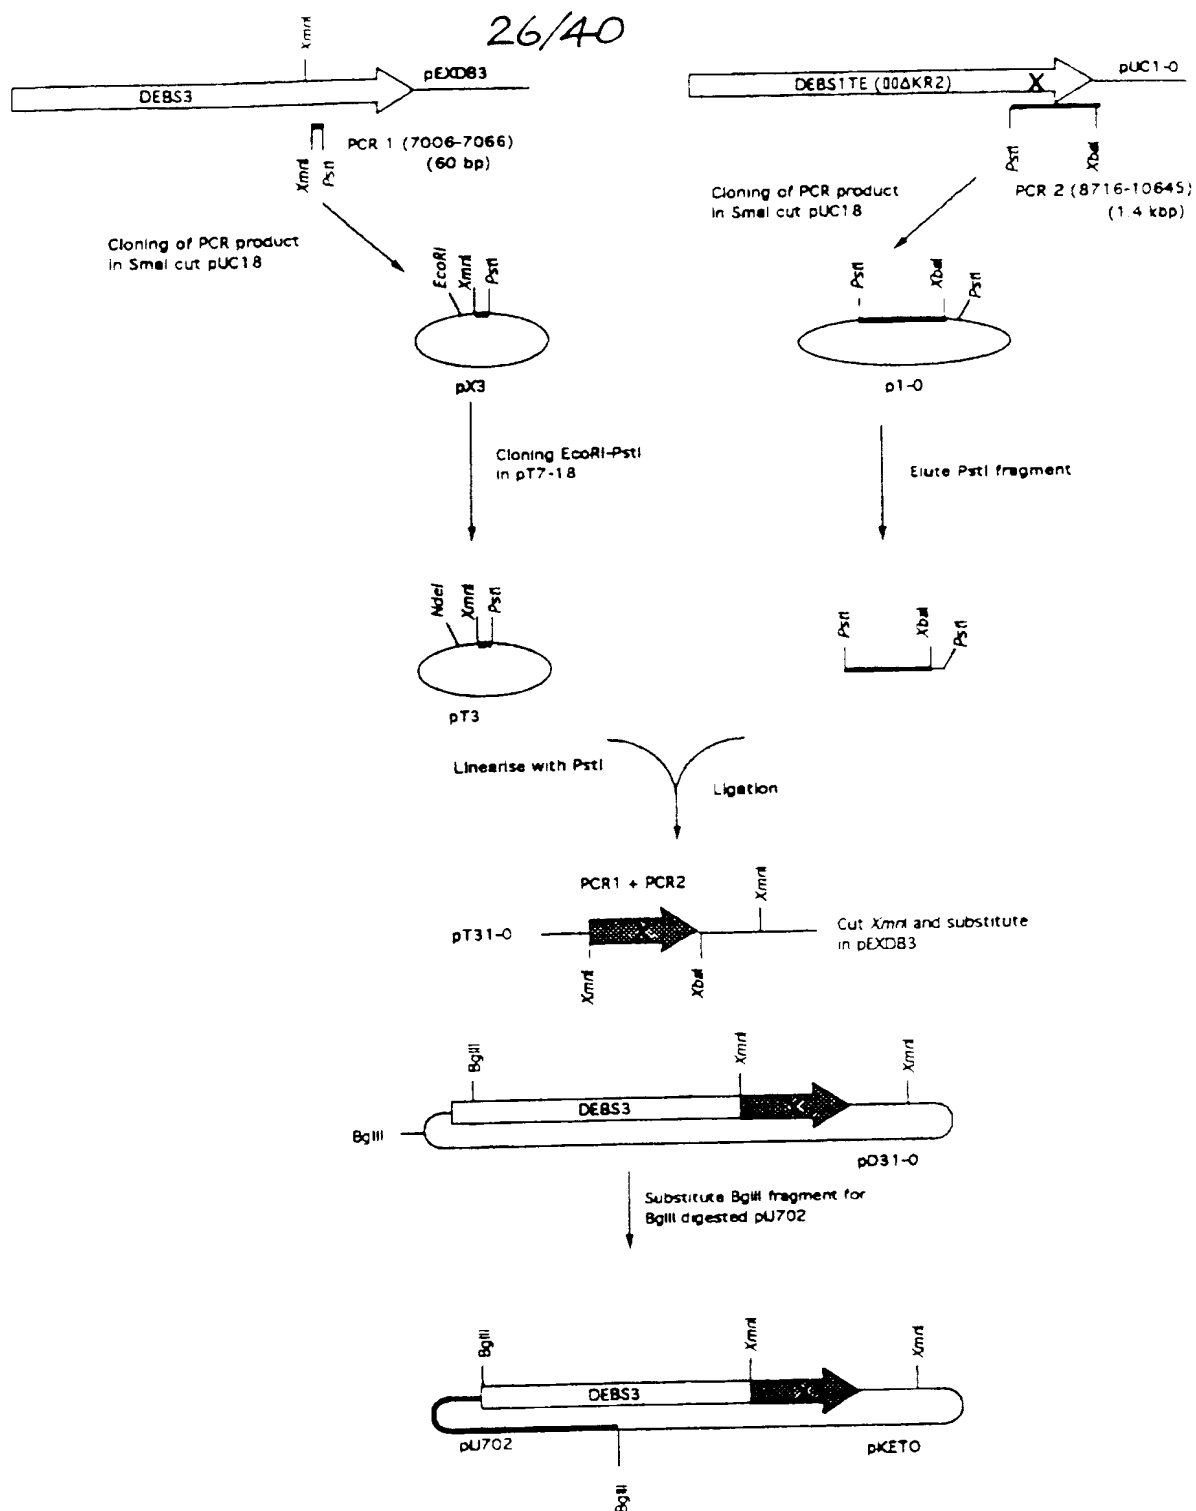 26/40
XmnI
pEXDB3
DEBS3
PCR 1 (7006-7066)
(60 bp)
XmnI
PstI
Cloning of PCR product
in SmaI cut pUC18
pUC1-0
DEBS1TE (00ΔKR2)
X
PstI
XbaI
PCR 2 (8716-10645)
(1.4 kbp)
Cloning of PCR product
in SmaI cut pUC18
EcoRI
XmnI
PstI
pX3
PstI
XbaI
PstI
p1-0
Cloning EcoRI-PstI
in pT7-18
Elute PstI fragment
NdeI
XmnI
PstI
pT3
PstI
XbaI
PstI
Linearise with PstI
Ligation
PCR1 + PCR2
XmnI
pT31-0
X
XmnI
XbaI
Cut XmnI and substitute
in pEXDB3
BglII
XmnI
XmnI
DEBS3
X
BglII
pD31-0
Substitute BglII fragment for
BglII digested pIJ702
BglII
XmnI
XmnI
DEBS3
X
pIJ702
pKETO
BglII